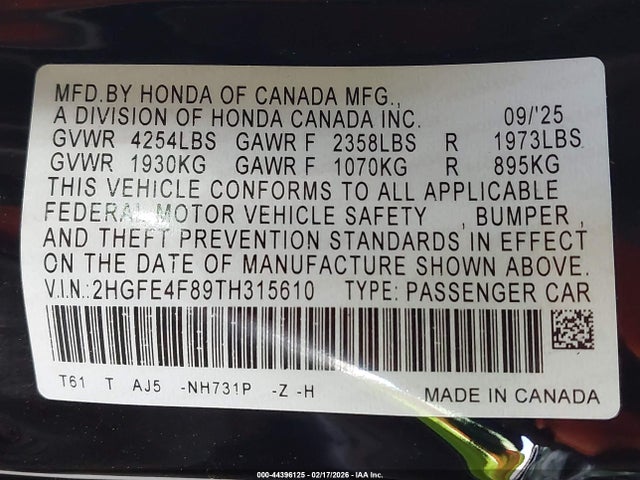 MFD.BY HONDA OF CANADA MFG.,
A DIVISION OF HONDA CANADA INC. 09/'25
GVWR 4254LBS GAWR F 2358LBS R 1973LBS
GVWR 1930KG GAWR F 1070KG R 895KG
THIS VEHICLE CONFORMS TO ALL APPLICABLE
FEDERAL MOTOR VEHICLE SAFETY , BUMPER ,
AND THEFT PREVENTION STANDARDS IN EFFECT
ON THE DATE OF MANUFACTURE SHOWN ABOVE.
V.I.N.:2HGFE4F89TH315610 TYPE: PASSENGER CAR
T61 T AJ5 -NH731P -Z -H MADE IN CANADA
000-44396125 - 02/17/2026 - IAA Inc.